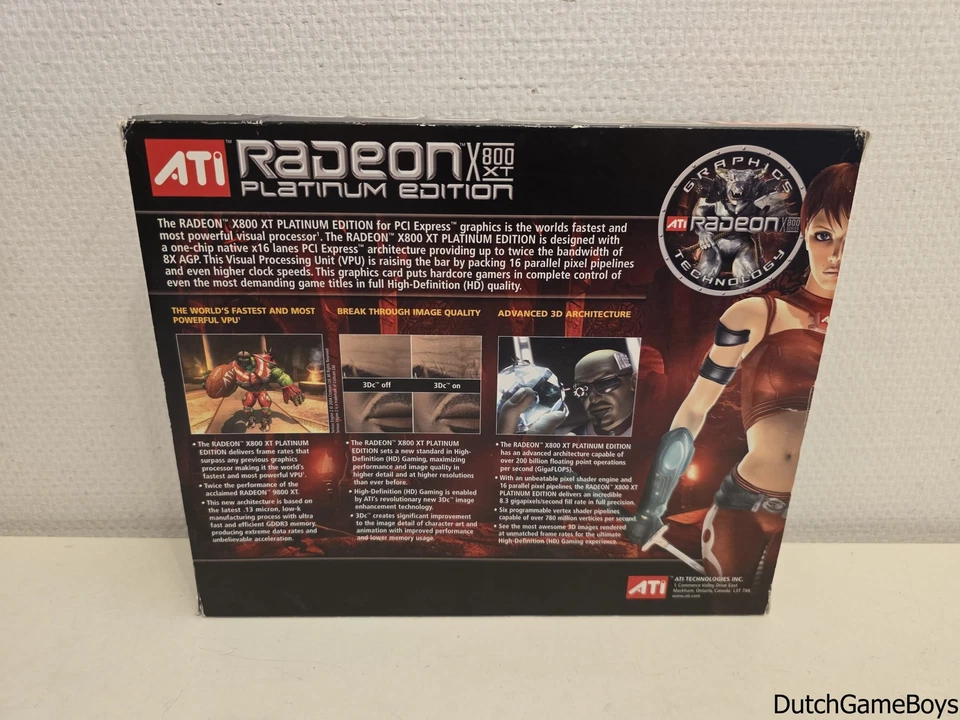 ATI™ RADEON™ X800 XT
PLATINUM EDITION
The RADEON™ X800 XT PLATINUM EDITION for PCI Express™ graphics is the worlds fastest and
most powerful visual processor¹. The RADEON™ X800 XT PLATINUM EDITION is designed with
a one-chip native x16 lanes PCI Express™ architecture providing up to twice the bandwidth of
8X AGP. This Visual Processing Unit (VPU) is raising the bar by packing 16 parallel pixel pipelines
and even higher clock speeds. This graphics card puts hardcore gamers in complete control of
even the most demanding game titles in full High-Definition (HD) quality.
GRAPHICS
ATI RADEON X800
TECHNOLOGY
THE WORLD'S FASTEST AND MOST
POWERFUL VPU¹
• The RADEON™ X800 XT PLATINUM
EDITION delivers frame rates that
surpass any previous graphics
processor making it the world's
fastest and most powerful VPU¹.
• Twice the performance of the
acclaimed RADEON™ 9800 XT.
• This new architecture is based on
the latest .13 micron, low-k
manufacturing process with ultra
fast and efficient GDDR3 memory,
producing extreme data rates and
unbelievable acceleration.
BREAK THROUGH IMAGE QUALITY
3Dc™ off
3Dc™ on
• The RADEON™ X800 XT PLATINUM
EDITION sets a new standard in High-
Definition (HD) Gaming, maximizing
performance and image quality in
higher detail and at higher resolutions
than ever before.
• High-Definition (HD) Gaming is enabled
by ATI's revolutionary new 3Dc™ image
enhancement technology.
• 3Dc™ creates significant improvement
to the image detail of character art and
animation with improved performance
and lower memory usage.
ADVANCED 3D ARCHITECTURE
• The RADEON™ X800 XT PLATINUM EDITION
has an advanced architecture capable of
over 200 billion floating point operations
per second (GigaFLOPS).
• With an unbeatable pixel shader engine and
16 parallel pixel pipelines, the RADEON™ X800 XT
PLATINUM EDITION delivers an incredible
8.3 gigapixels/second fill rate in full precision.
• Six programmable vertex shader pipelines
capable of over 780 million verticies per second.
• See the most awesome 3D images rendered
at unmatched frame rates for the ultimate
High-Definition (HD) Gaming experience.
ATI™
ATI TECHNOLOGIES INC.
1 Commerce Valley Drive East
Markham, Ontario, Canada L3T 7X6
www.ati.com
DutchGameBoys